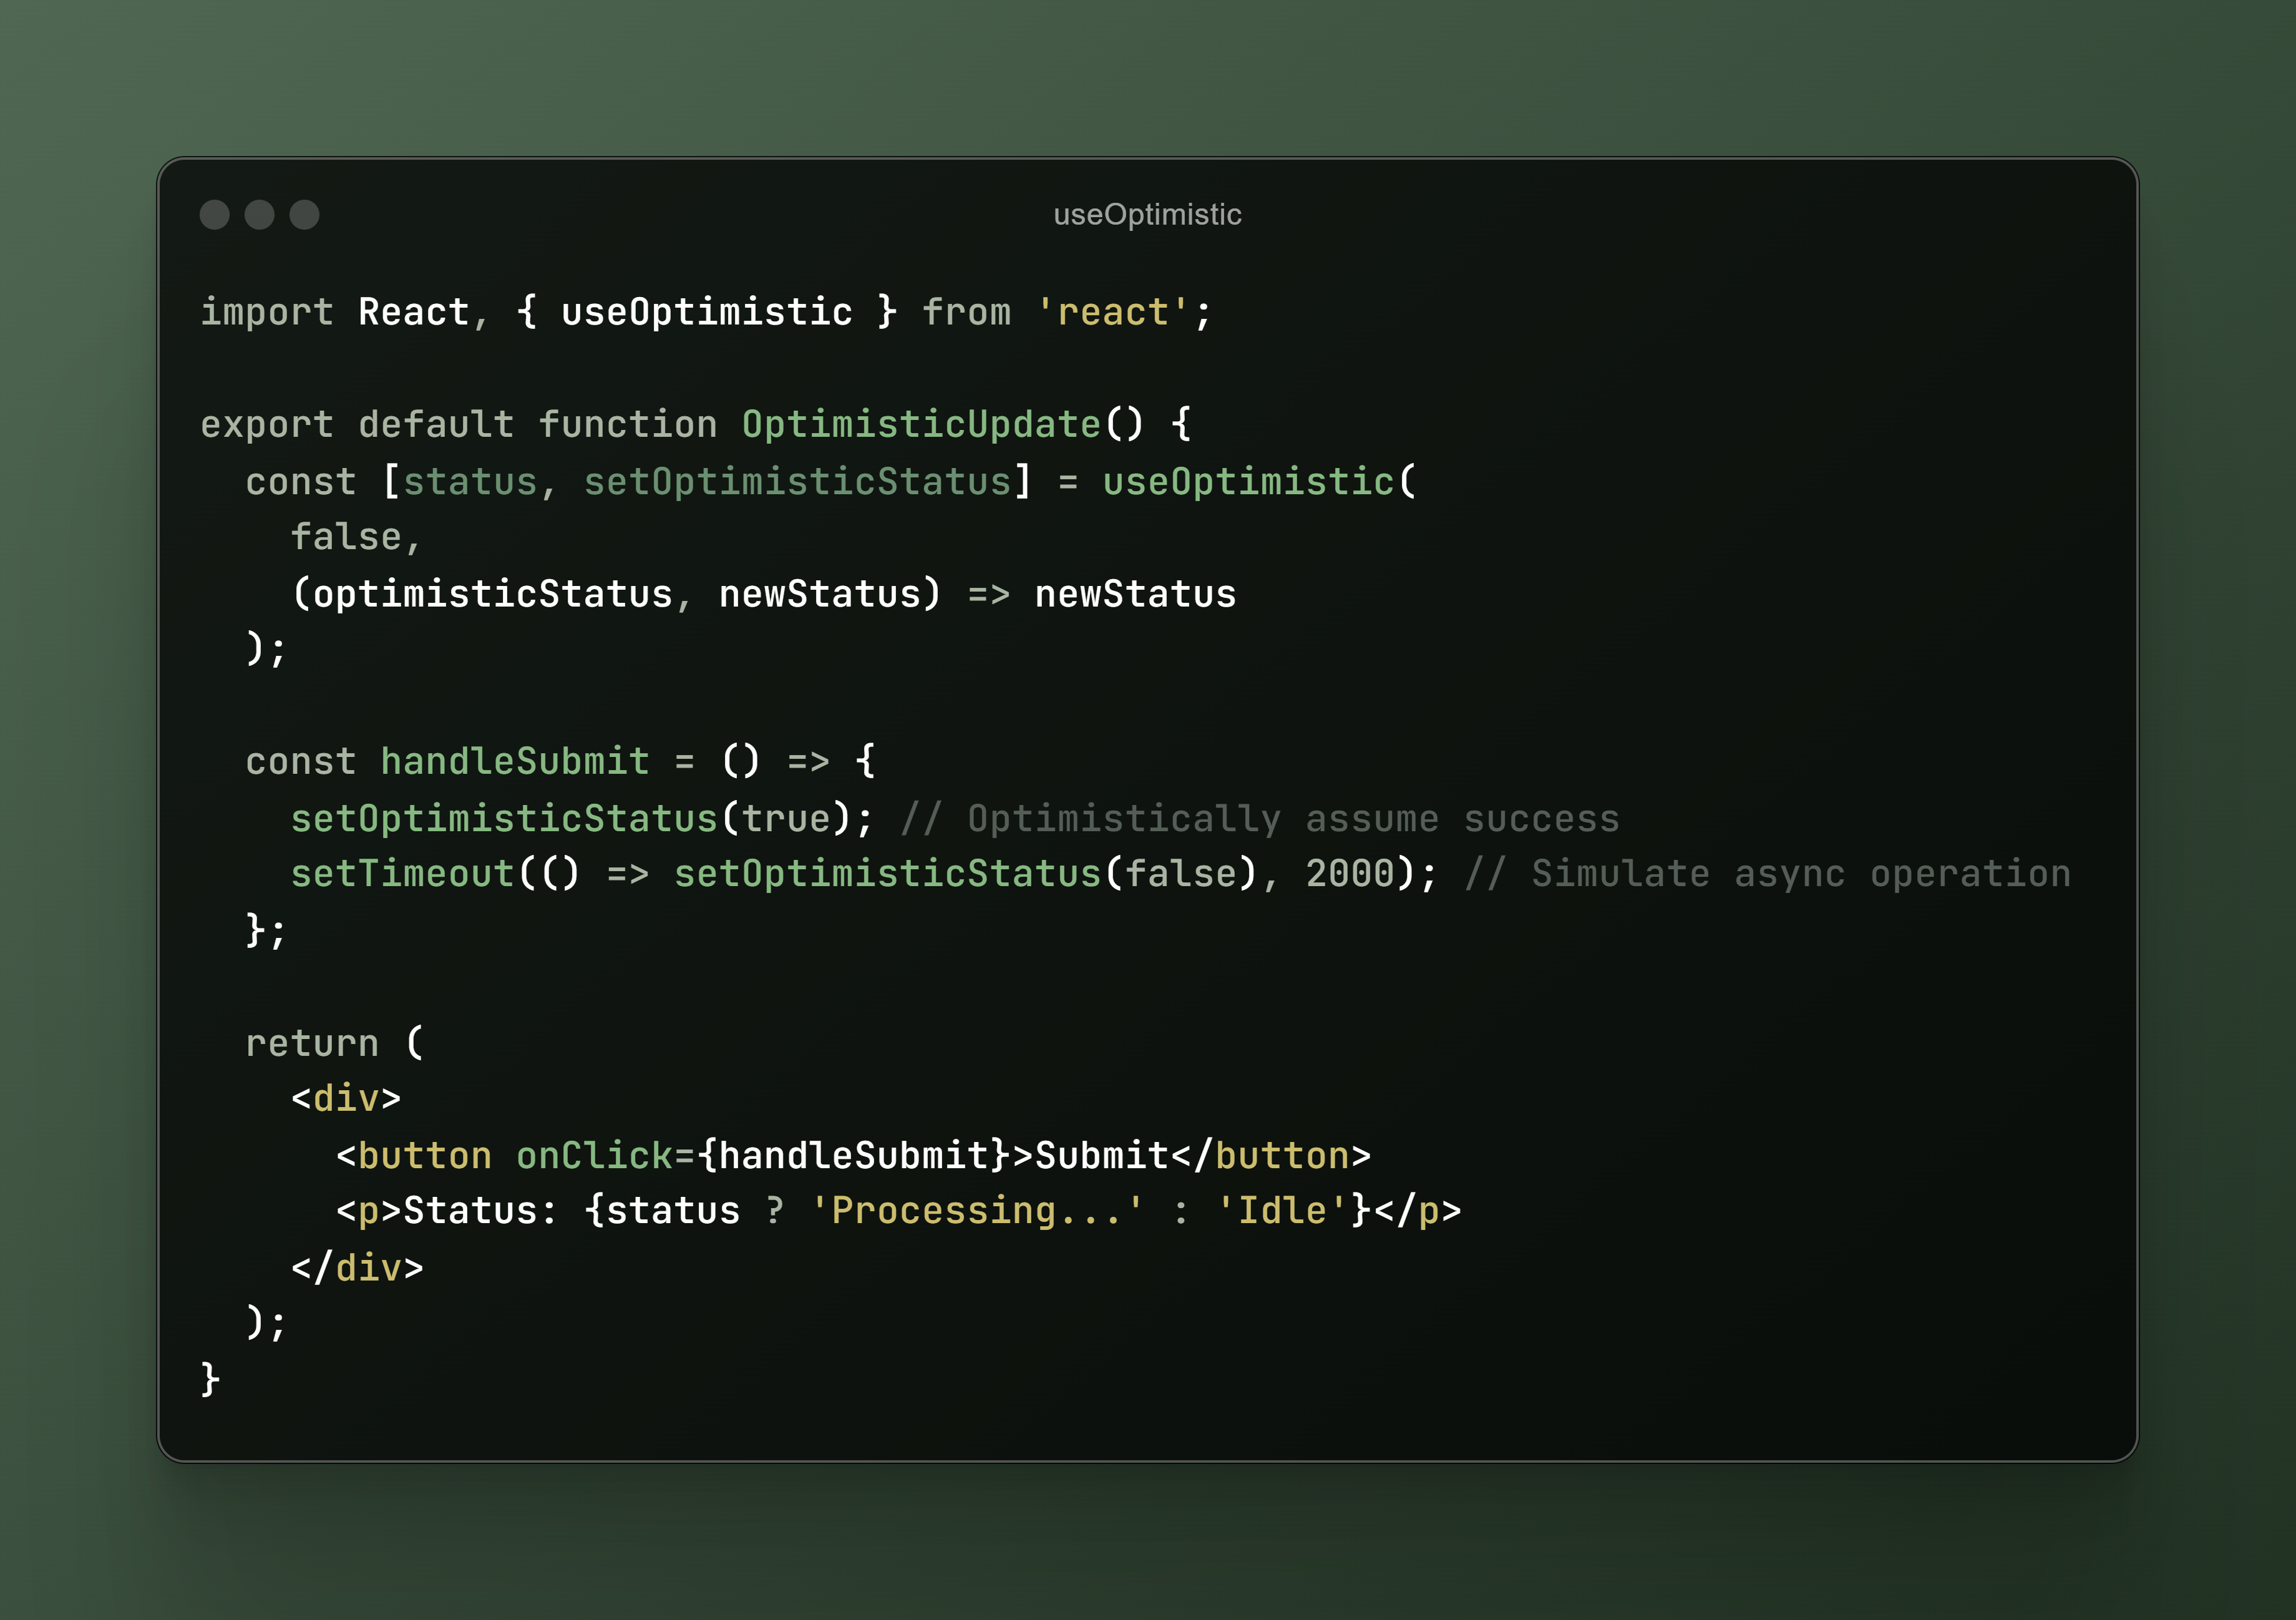 useOptimistic
import React, { useOptimistic } from 'react';
export default function OptimisticUpdate() {
  const [status, setOptimisticStatus] = useOptimistic(
    false,
    (optimisticStatus, newStatus) => newStatus
  );
  const handleSubmit = () => {
    setOptimisticStatus(true); // Optimistically assume success
    setTimeout(() => setOptimisticStatus(false), 2000); // Simulate async operation
  };
  return (
    <div>
      <button onClick={handleSubmit}>Submit</button>
      <p>Status: {status ? 'Processing...' : 'Idle'}</p>
    </div>
  );
}